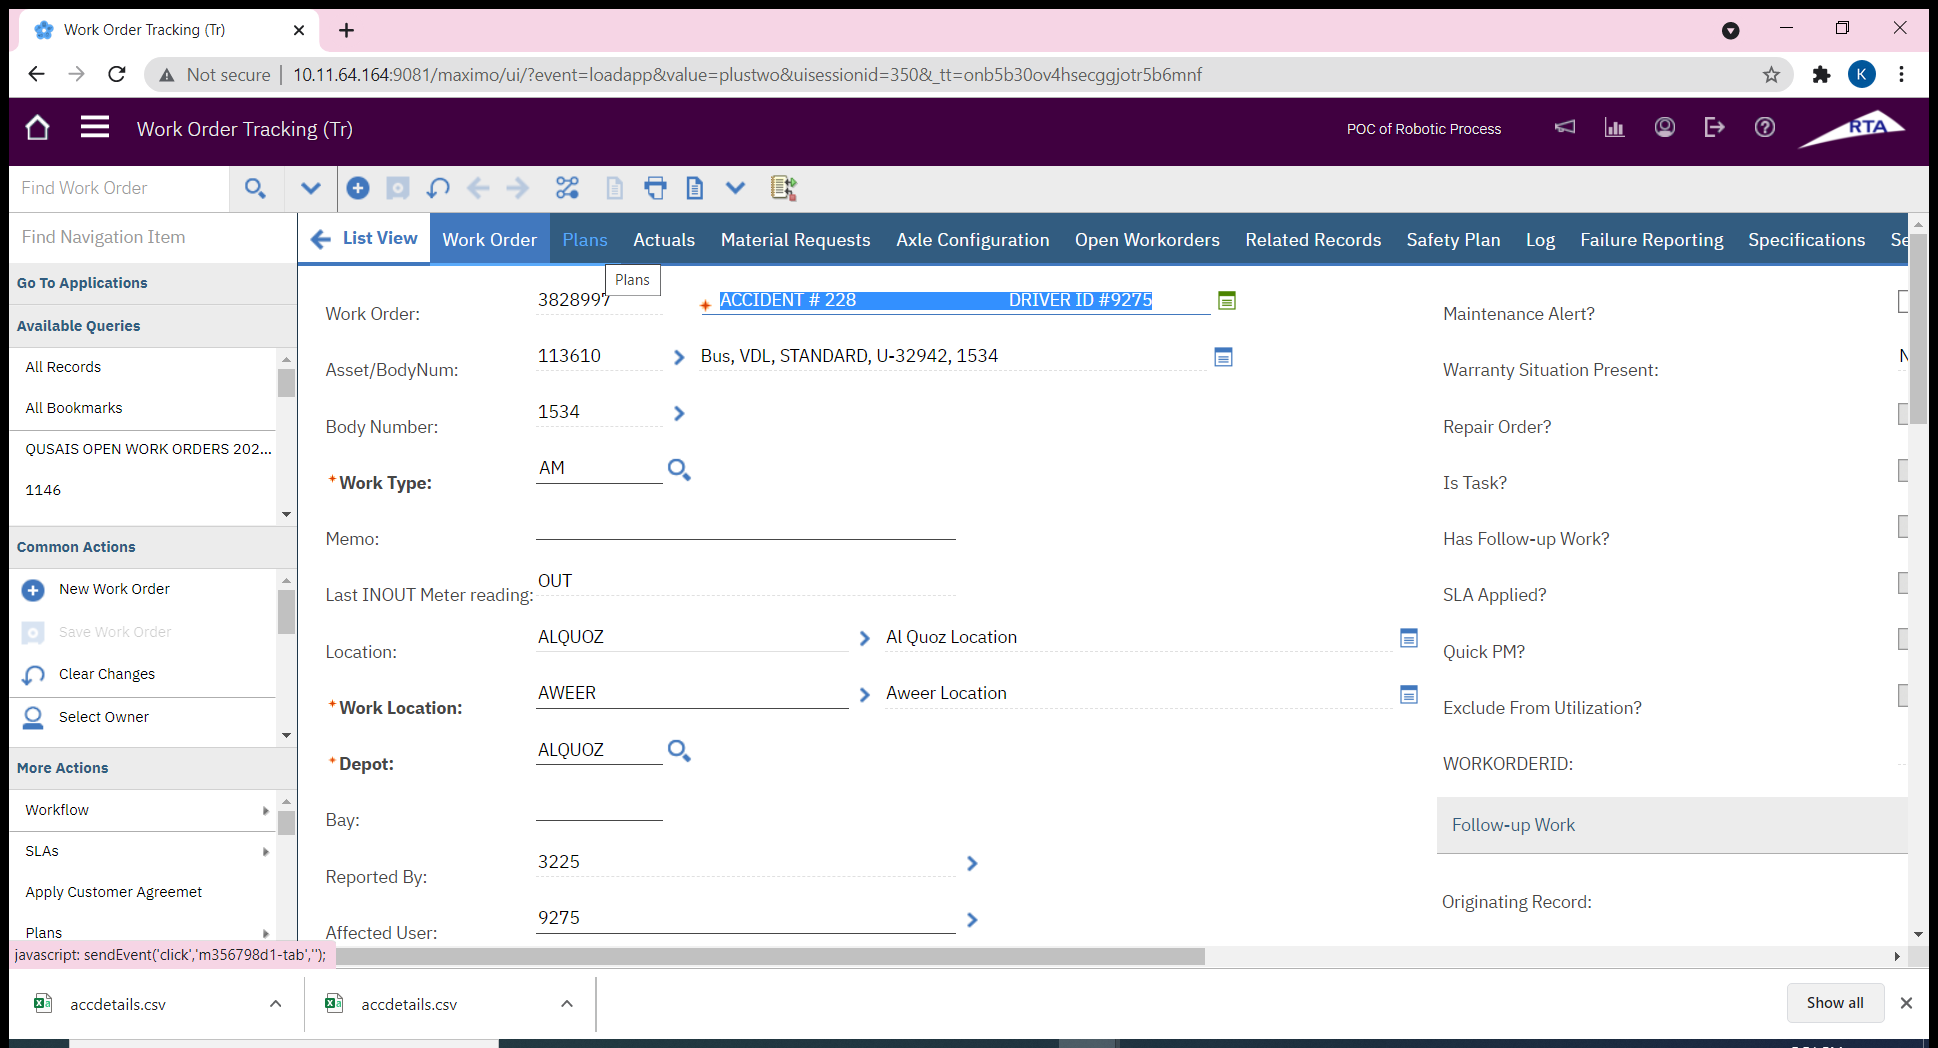 Work Order Tracking (Tr)
Not secure | 10.11.64.164:9081/maximo/ui/?event=loadapp&value=plustwo&uisessionid=350&_tt=onb5b30ov4hsecggjotr5b6mnf
K
Work Order Tracking (Tr)
POC of Robotic Process
RTA
Find Work Order
Find Navigation Item
List View
Work Order
Plans
Actuals
Material Requests
Axle Configuration
Open Workorders
Related Records
Safety Plan
Log
Failure Reporting
Specifications
Plans
Go To Applications
Available Queries
All Records
All Bookmarks
QUSAIS OPEN WORK ORDERS 202...
1146
Common Actions
New Work Order
Save Work Order
Clear Changes
Select Owner
More Actions
Workflow
SLAs
Apply Customer Agreemet
Plans
javascript: sendEvent('click','m356798d1-tab','');
Work Order: 3828997 ACCIDENT # 228 DRIVER ID #9275
Asset/BodyNum: 113610 Bus, VDL, STANDARD, U-32942, 1534
Body Number: 1534
* Work Type: AM
Memo:
Last INOUT Meter reading: OUT
Location: ALQUOZ Al Quoz Location
* Work Location: AWEER Aweer Location
* Depot: ALQUOZ
Bay:
Reported By: 3225
Affected User: 9275
Maintenance Alert?
Warranty Situation Present:
Repair Order?
Is Task?
Has Follow-up Work?
SLA Applied?
Quick PM?
Exclude From Utilization?
WORKORDERID:
Follow-up Work
Originating Record:
accdetails.csv
accdetails.csv
Show all